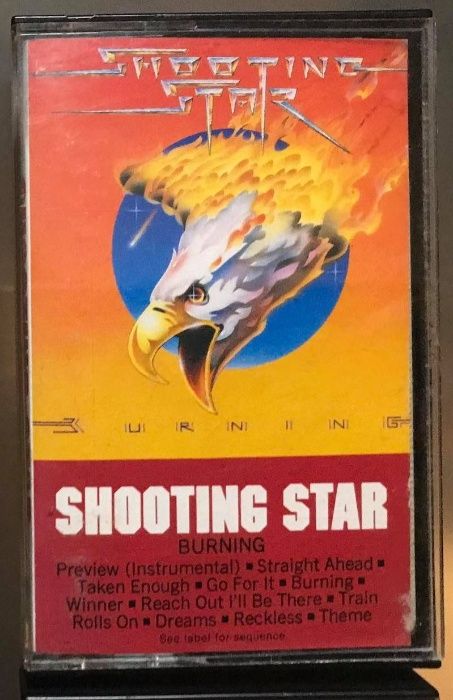 SHOOTING
STAR
BURNING
SHOOTING STAR
BURNING
Preview (Instrumental) ▪ Straight Ahead ▪
Taken Enough ▪ Go For It ▪ Burning ▪
Winner ▪ Reach Out I'll Be There ▪ Train
Rolls On ▪ Dreams ▪ Reckless ▪ Theme
See label for sequence